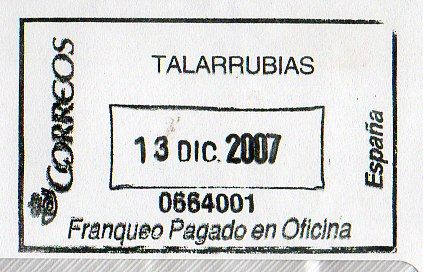 CORREOS
TALARRUBIAS
13 DIC. 2007
0664001
España
Franqueo Pagado en Oficina